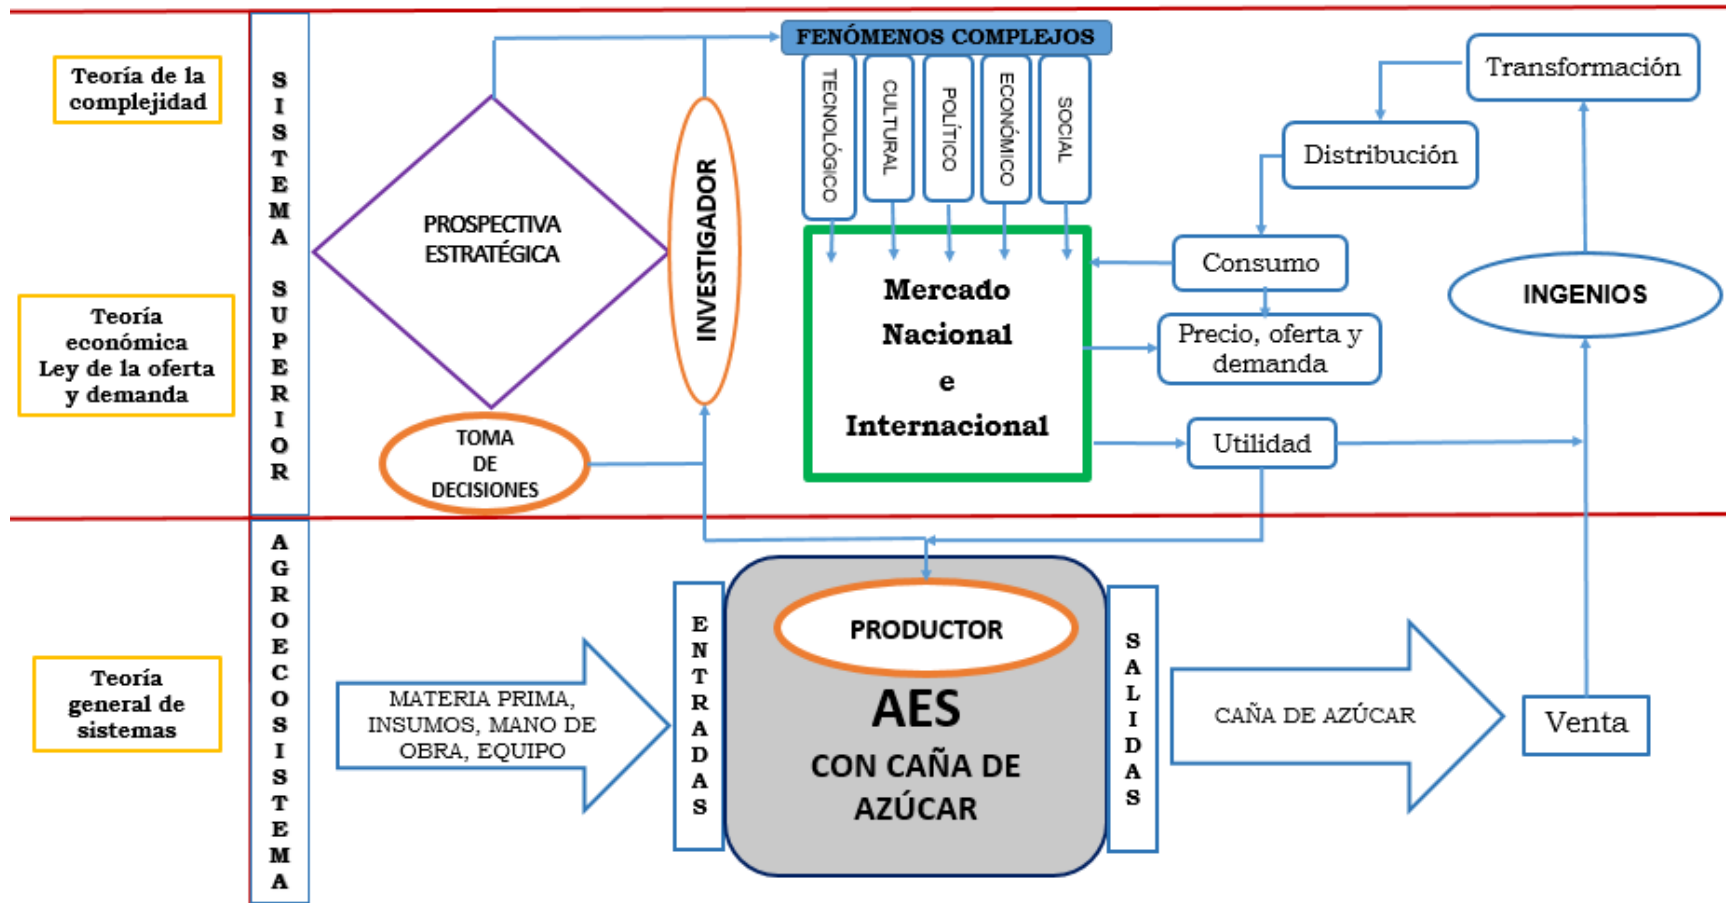 Teoría de la
complejidad
Teoría
económica
Ley de la oferta
y demanda
Teoría
general de
sistemas
SISTEMA SUPERIOR
AGROECOSISTEMA
PROSPECTIVA
ESTRATÉGICA
INVESTIGADOR
TOMA
DE
DECISIONES
FENÓMENOS COMPLEJOS
TECNOLÓGICO
CULTURAL
POLÍTICO
ECONÓMICO
SOCIAL
Mercado
Nacional
e
Internacional
Transformación
Distribución
Consumo
Precio, oferta y
demanda
Utilidad
INGENIOS
MATERIA PRIMA,
INSUMOS, MANO DE
OBRA, EQUIPO
ENTRADAS
PRODUCTOR
AES
CON CAÑA DE
AZÚCAR
SALIDAS
CAÑA DE AZÚCAR
Venta